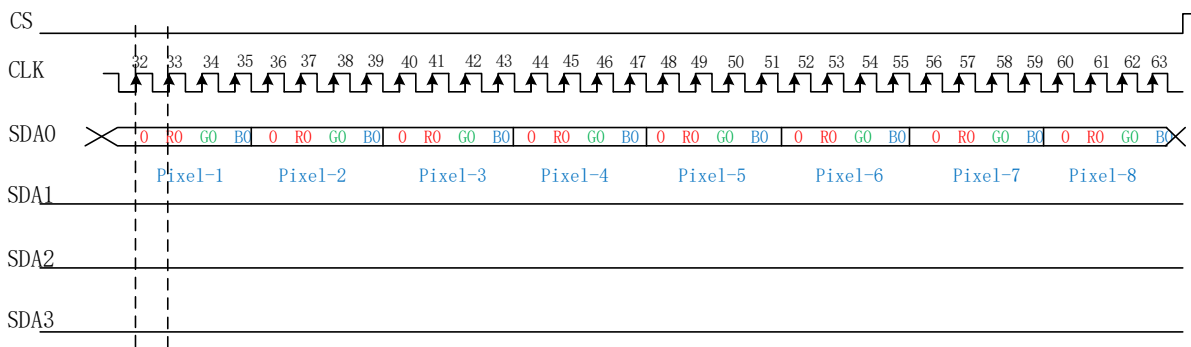 CS
CLK 32 33 34 35 36 37 38 39 40 41 42 43 44 45 46 47 48 49 50 51 52 53 54 55 56 57 58 59 60 61 62 63
SDA0 0 R0 G0 B0 0 R0 G0 B0 0 R0 G0 B0 0 R0 G0 B0 0 R0 G0 B0 0 R0 G0 B0 0 R0 G0 B0 0 R0 G0 B0
Pixel-1 Pixel-2 Pixel-3 Pixel-4 Pixel-5 Pixel-6 Pixel-7 Pixel-8
SDA1
SDA2
SDA3